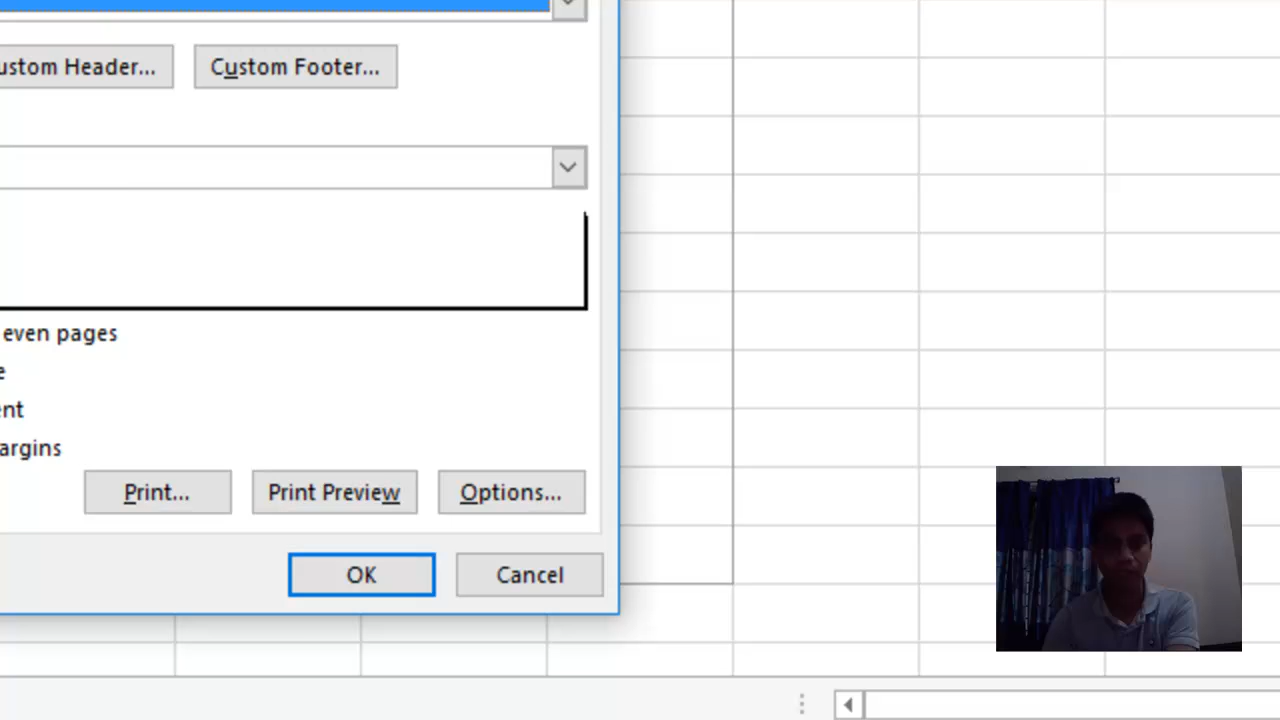 ustom Header...
Custom Footer...
even pages
e
ent
argins
Print...
Print Preview
Options...
OK
Cancel